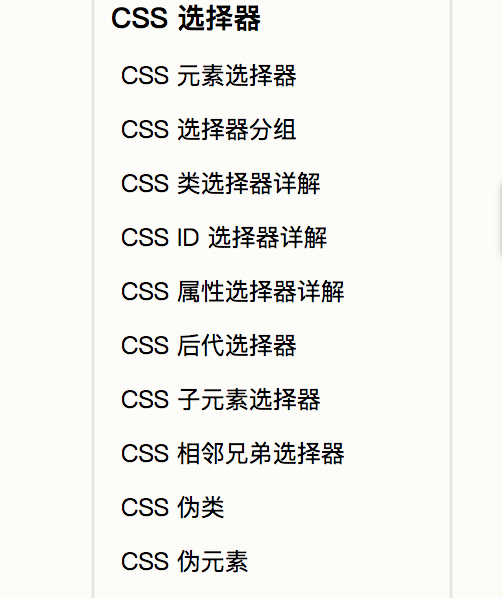 CSS 选择器
CSS 元素选择器
CSS 选择器分组
CSS 类选择器详解
CSS ID 选择器详解
CSS 属性选择器详解
CSS 后代选择器
CSS 子元素选择器
CSS 相邻兄弟选择器
CSS 伪类
CSS 伪元素